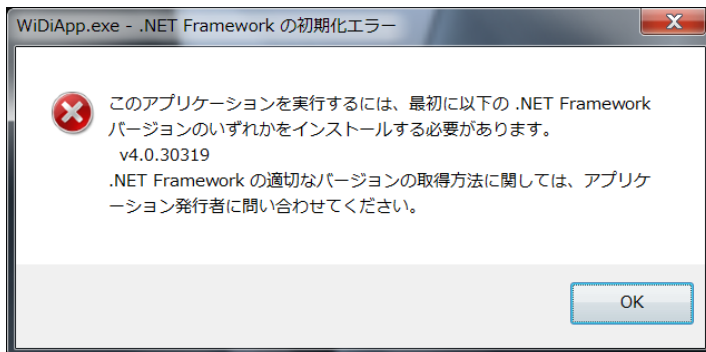 WiDiApp.exe - .NET Framework の初期化エラー
このアプリケーションを実行するには、最初に以下の .NET Framework
バージョンのいずれかをインストールする必要があります。
v4.0.30319
.NET Framework の適切なバージョンの取得方法に関しては、アプリケ
ーション発行者に問い合わせてください。
OK